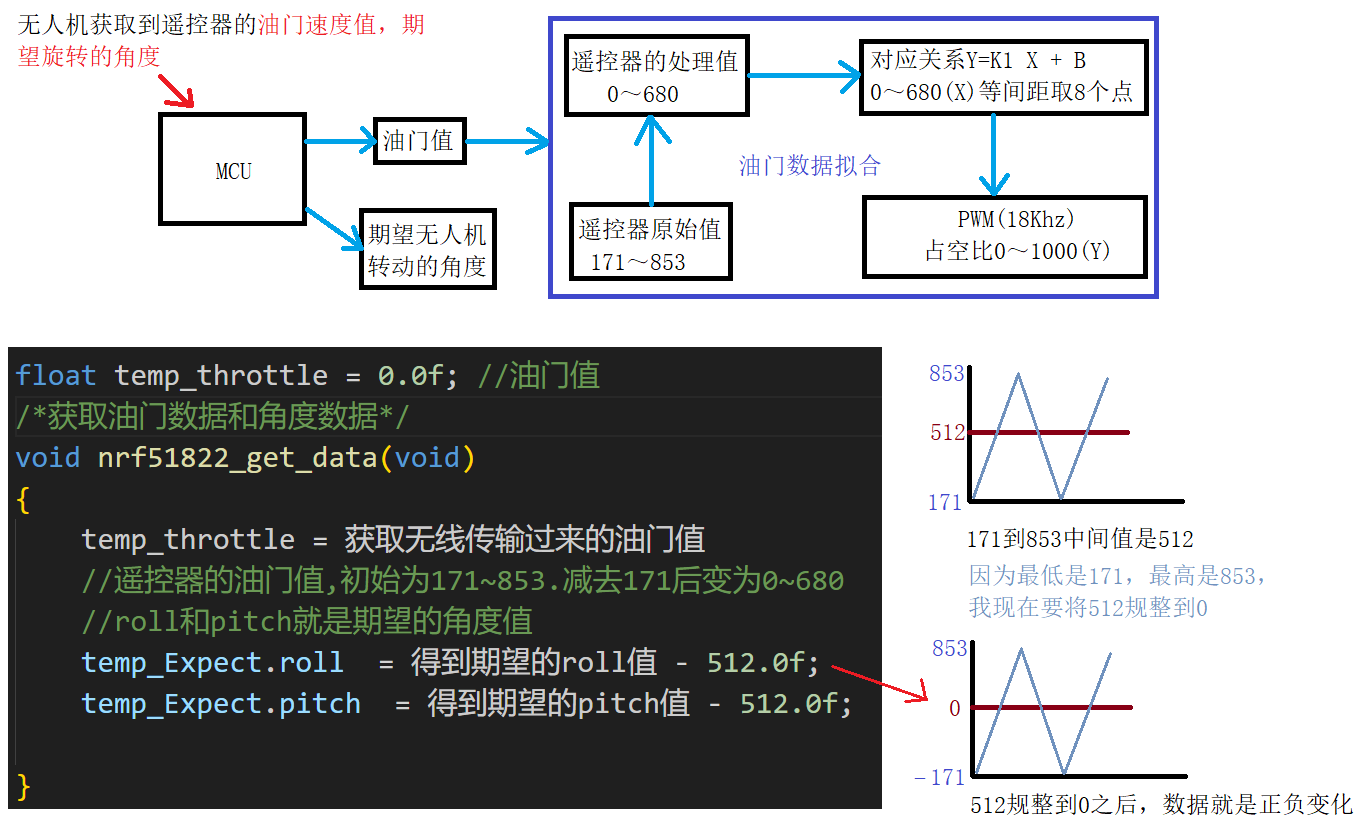 无人机获取到遥控器的油门速度值，期
望旋转的角度
MCU
油门值
期望无人机
转动的角度
遥控器的处理值
0～680
对应关系Y=K1 X + B
0～680(X)等间距取8个点
油门数据拟合
遥控器原始值
171～853
PWM(18Khz)
占空比0～1000(Y)
float temp_throttle = 0.0f; //油门值
/*获取油门数据和角度数据*/
void nrf51822_get_data(void)
{
temp_throttle = 获取无线传输过来的油门值
//遥控器的油门值,初始为171~853.减去171后变为0~680
//roll和pitch就是期望的角度值
temp_Expect.roll  = 得到期望的roll值 - 512.0f;
temp_Expect.pitch  = 得到期望的pitch值 - 512.0f;
}
853
512
171
171到853中间值是512
因为最低是171，最高是853，
我现在要将512规整到0
853
0
-171
512规整到0之后，数据就是正负变化